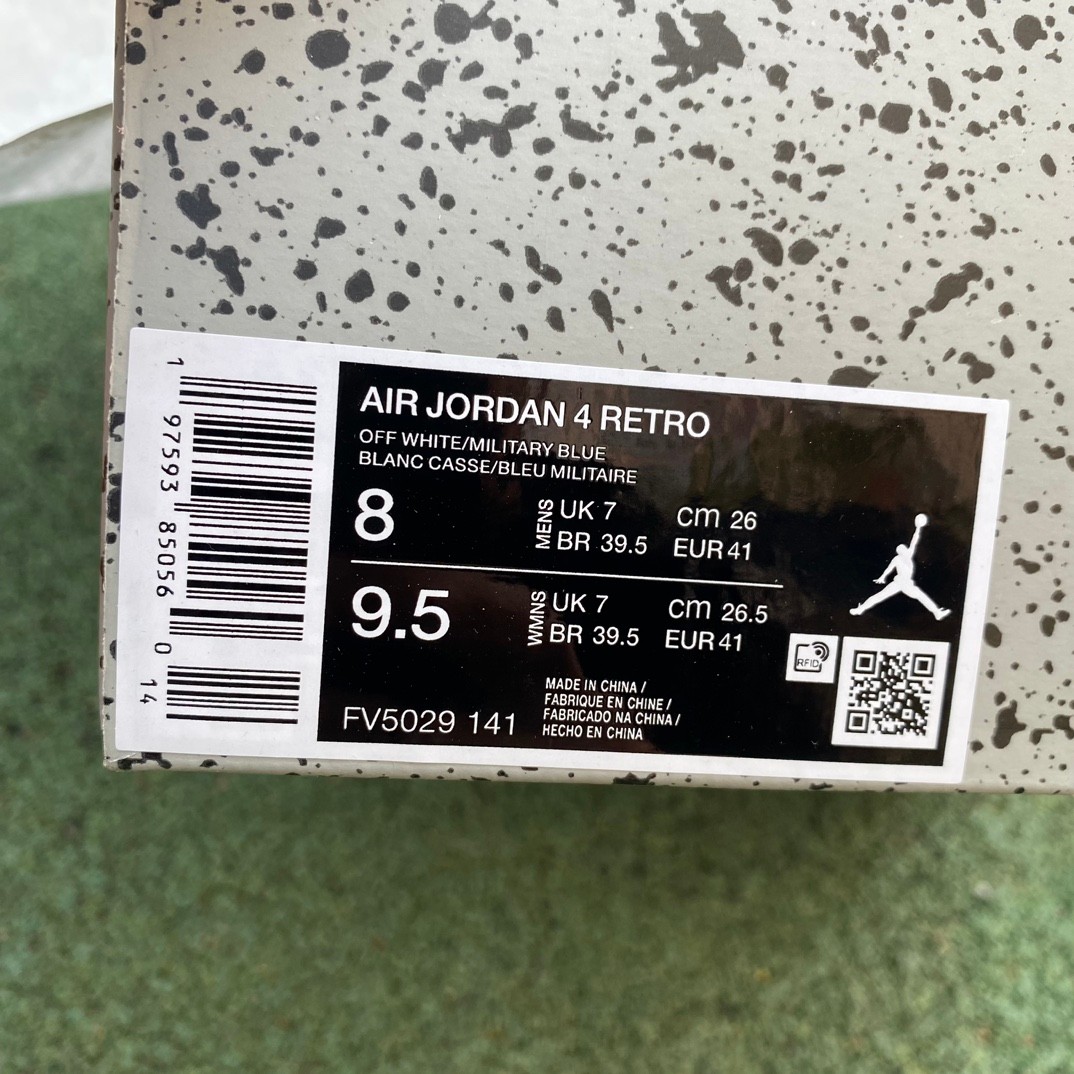 AIR JORDAN 4 RETRO
OFF WHITE/MILITARY BLUE
BLANC CASSE/BLEU MILITAIRE
8
MENS
UK 7 cm 26
BR 39.5 EUR 41
9.5
WMNS
UK 7 cm 26.5
BR 39.5 EUR 41
FV5029 141
MADE IN CHINA /
FABRIQUE EN CHINE /
FABRICADO NA CHINA /
HECHO EN CHINA
RFID
1 97593 85056 0 14